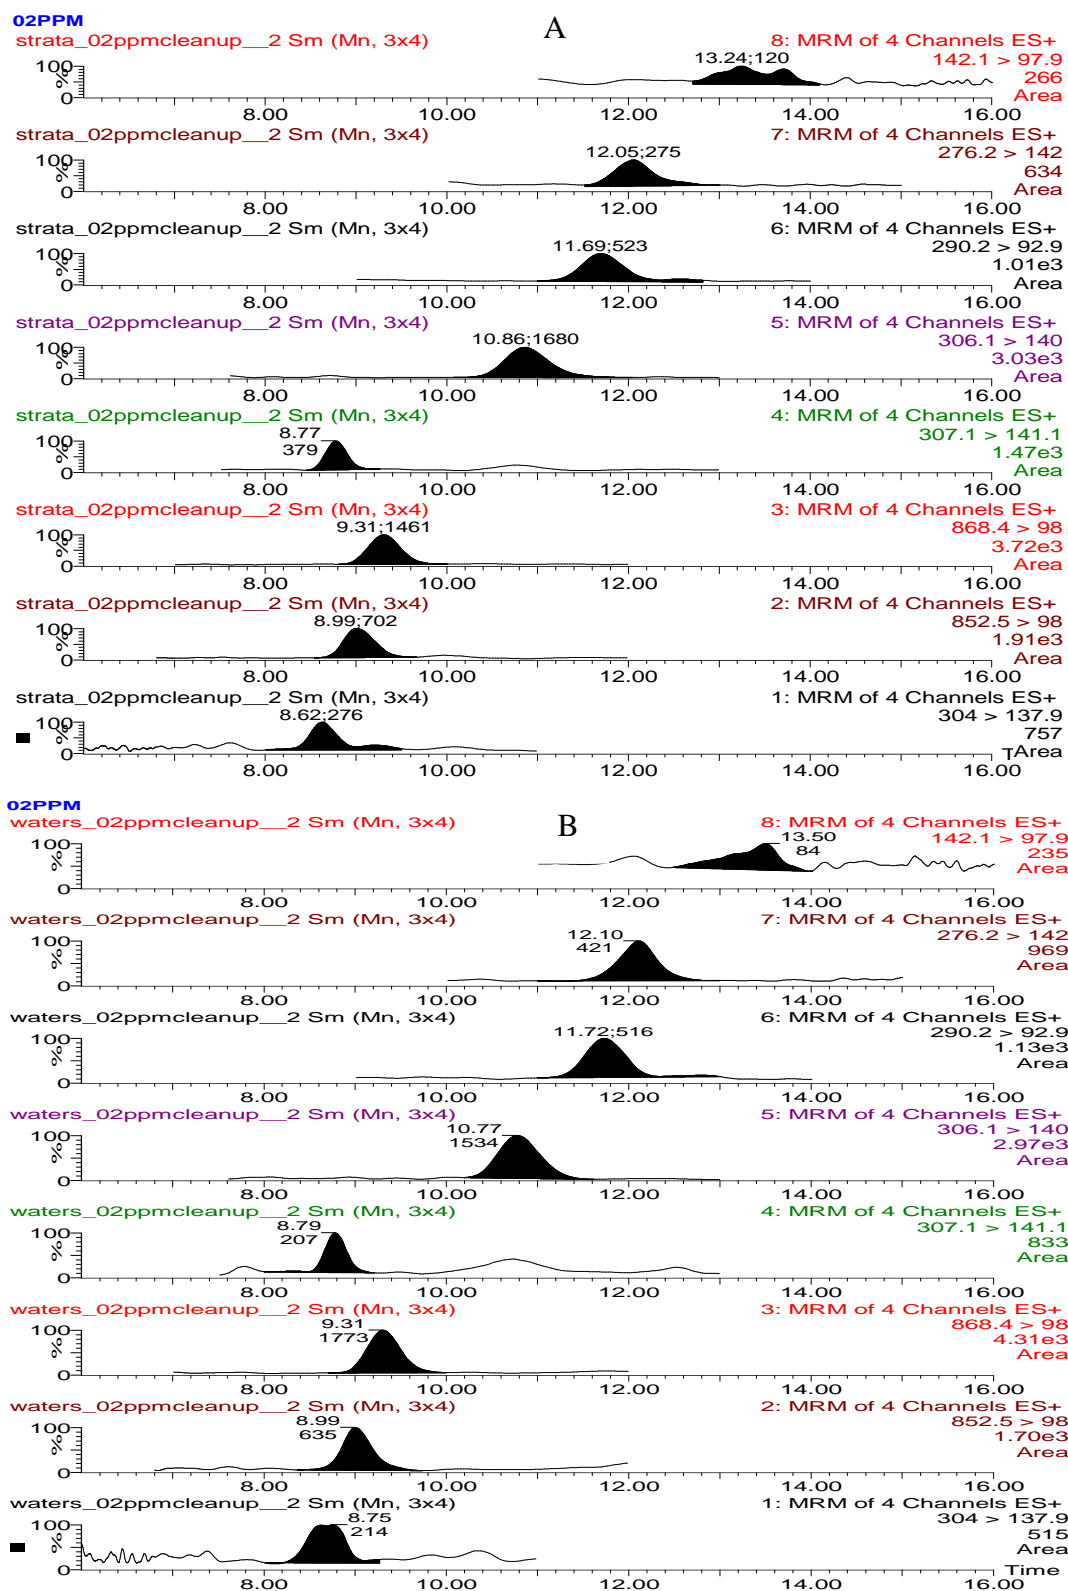 02PPM
A
strata_02ppmcleanup__2 Sm (Mn, 3x4)
8: MRM of 4 Channels ES+
142.1 > 97.9
266
Area
13.24;120
100
%
0
8.00 10.00 12.00 14.00 16.00
strata_02ppmcleanup__2 Sm (Mn, 3x4)
7: MRM of 4 Channels ES+
276.2 > 142
634
Area
12.05;275
100
%
0
8.00 10.00 12.00 14.00 16.00
strata_02ppmcleanup__2 Sm (Mn, 3x4)
6: MRM of 4 Channels ES+
290.2 > 92.9
1.01e3
Area
11.69;523
100
%
0
8.00 10.00 12.00 14.00 16.00
strata_02ppmcleanup__2 Sm (Mn, 3x4)
5: MRM of 4 Channels ES+
306.1 > 140
3.03e3
Area
10.86;1680
100
%
0
8.00 10.00 12.00 14.00 16.00
strata_02ppmcleanup__2 Sm (Mn, 3x4)
4: MRM of 4 Channels ES+
307.1 > 141.1
1.47e3
Area
8.77
379
100
%
0
8.00 10.00 12.00 14.00 16.00
strata_02ppmcleanup__2 Sm (Mn, 3x4)
3: MRM of 4 Channels ES+
868.4 > 98
3.72e3
Area
9.31;1461
100
%
0
8.00 10.00 12.00 14.00 16.00
strata_02ppmcleanup__2 Sm (Mn, 3x4)
2: MRM of 4 Channels ES+
852.5 > 98
1.91e3
Area
8.99;702
100
%
0
8.00 10.00 12.00 14.00 16.00
strata_02ppmcleanup__2 Sm (Mn, 3x4)
1: MRM of 4 Channels ES+
304 > 137.9
757
Area
8.62;276
100
%
0
8.00 10.00 12.00 14.00 16.00
02PPM
B
waters_02ppmcleanup__2 Sm (Mn, 3x4)
8: MRM of 4 Channels ES+
142.1 > 97.9
235
Area
13.50
84
100
%
0
8.00 10.00 12.00 14.00 16.00
waters_02ppmcleanup__2 Sm (Mn, 3x4)
7: MRM of 4 Channels ES+
276.2 > 142
969
Area
12.10
421
100
%
0
8.00 10.00 12.00 14.00 16.00
waters_02ppmcleanup__2 Sm (Mn, 3x4)
6: MRM of 4 Channels ES+
290.2 > 92.9
1.13e3
Area
11.72;516
100
%
0
8.00 10.00 12.00 14.00 16.00
waters_02ppmcleanup__2 Sm (Mn, 3x4)
5: MRM of 4 Channels ES+
306.1 > 140
2.97e3
Area
10.77
1534
100
%
0
8.00 10.00 12.00 14.00 16.00
waters_02ppmcleanup__2 Sm (Mn, 3x4)
4: MRM of 4 Channels ES+
307.1 > 141.1
833
Area
8.79
207
100
%
0
8.00 10.00 12.00 14.00 16.00
waters_02ppmcleanup__2 Sm (Mn, 3x4)
3: MRM of 4 Channels ES+
868.4 > 98
4.31e3
Area
9.31
1773
100
%
0
8.00 10.00 12.00 14.00 16.00
waters_02ppmcleanup__2 Sm (Mn, 3x4)
2: MRM of 4 Channels ES+
852.5 > 98
1.70e3
Area
8.99
635
100
%
0
8.00 10.00 12.00 14.00 16.00
waters_02ppmcleanup__2 Sm (Mn, 3x4)
1: MRM of 4 Channels ES+
304 > 137.9
515
Area
8.75
214
100
%
0
Time
8.00 10.00 12.00 14.00 16.00